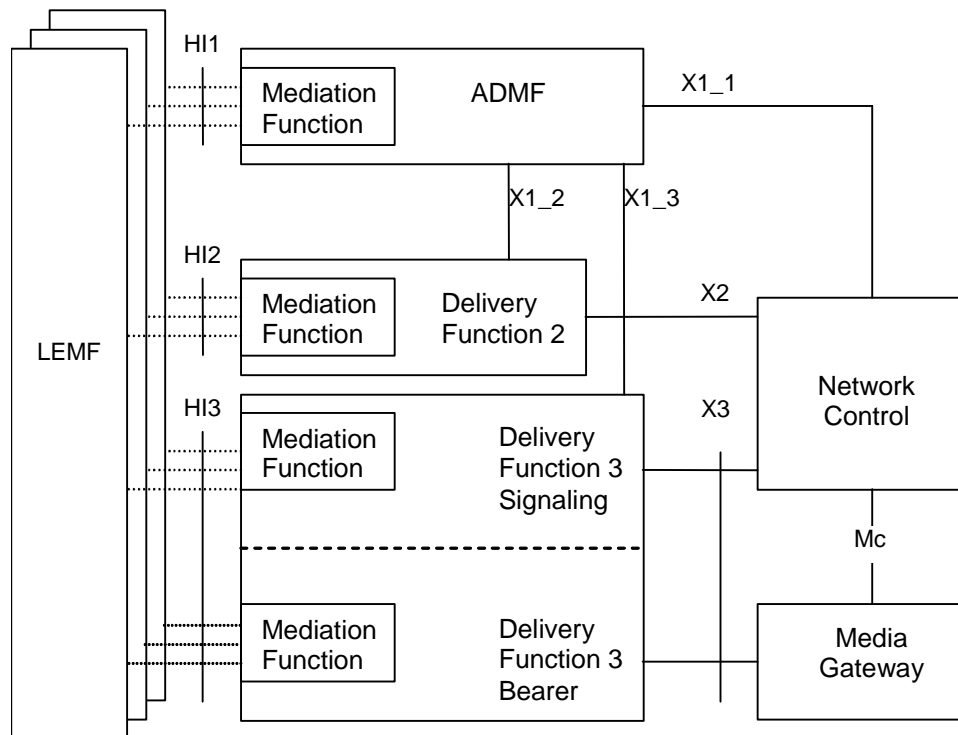 HI1
Mediation
Function
ADMF
X1_1
X1_2
X1_3
HI2
Mediation
Function
Delivery
Function 2
X2
LEMF
Network
Control
HI3
Mediation
Function
Delivery
Function 3
Signaling
X3
Mc
Mediation
Function
Delivery
Function 3
Bearer
Media
Gateway